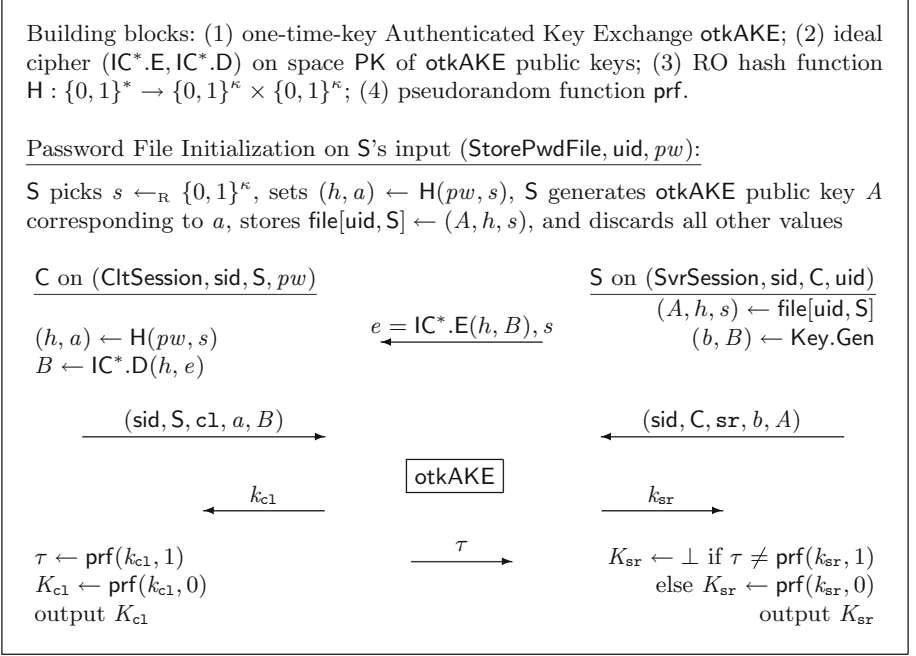 Building blocks: (1) one-time-key Authenticated Key Exchange otkAKE; (2) ideal
cipher (IC*.E, IC*.D) on space PK of otkAKE public keys; (3) RO hash function
H : {0, 1}* → {0, 1}^κ × {0, 1}^κ; (4) pseudorandom function prf.
Password File Initialization on S's input (StorePwdFile, uid, pw):
S picks s ←_R {0, 1}^κ, sets (h, a) ← H(pw, s), S generates otkAKE public key A
corresponding to a, stores file[uid, S] ← (A, h, s), and discards all other values
C on (CltSession, sid, S, pw)
S on (SvrSession, sid, C, uid)
(A, h, s) ← file[uid, S]
(h, a) ← H(pw, s)
e = IC*.E(h, B), s
(b, B) ← Key.Gen
B ← IC*.D(h, e)
(sid, S, cl, a, B)
(sid, C, sr, b, A)
otkAKE
k_cl
k_sr
τ ← prf(k_cl, 1)
τ
K_sr ← ⊥ if τ ≠ prf(k_sr, 1)
K_cl ← prf(k_cl, 0)
else K_sr ← prf(k_sr, 0)
output K_cl
output K_sr